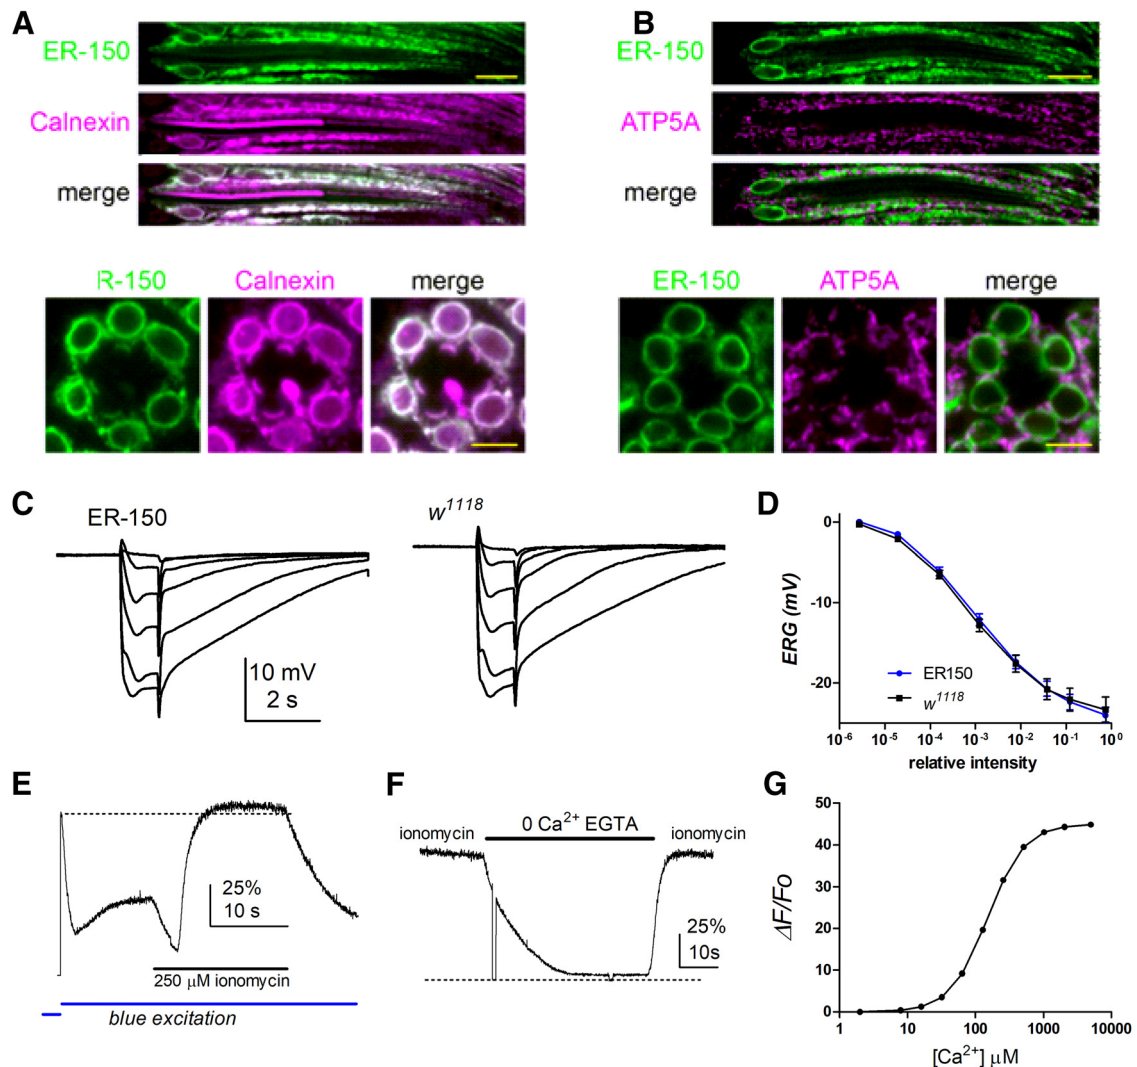 A
ER-150
Calnexin
merge
IR-150
Calnexin
merge
B
ER-150
ATP5A
merge
ER-150
ATP5A
merge
C
ER-150
w1118
10 mV
2 s
D
ERG (mV)
0
-10
-20
ER150
w1118
10-6
10-5
10-4
10-3
10-2
10-1
100
relative intensity
E
25%
10 s
250 µM ionomycin
blue excitation
F
ionomycin
0 Ca2+ EGTA
ionomycin
25%
10s
G
ΔF/Fo
50
40
30
20
10
0
1
10
100
1000
10000
[Ca2+] µM